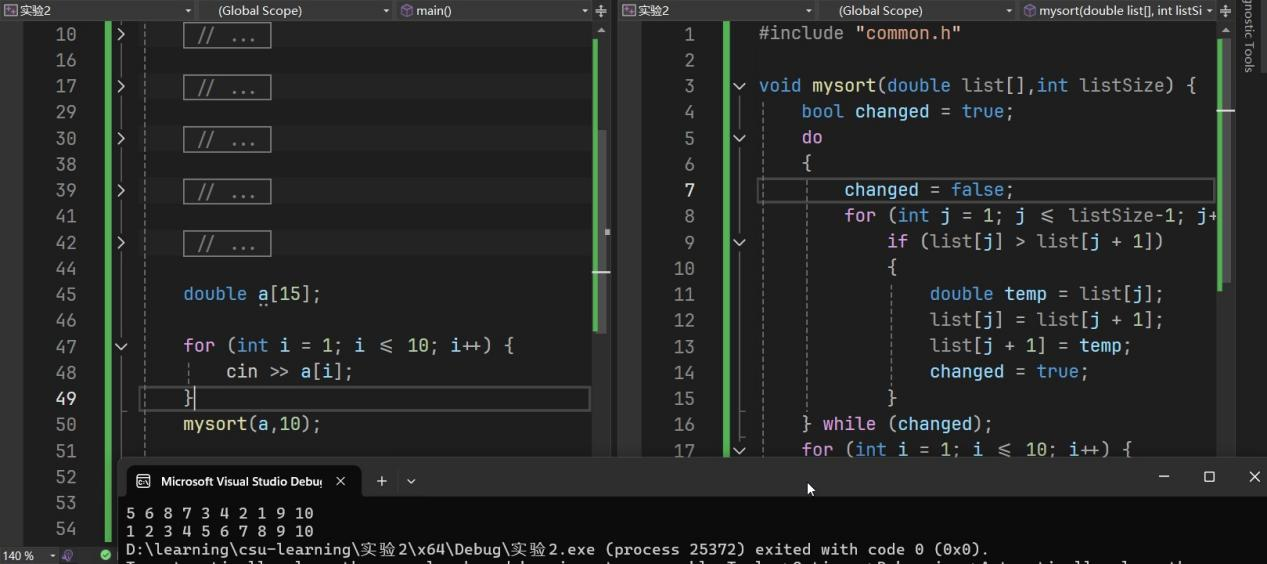 实验2 (Global Scope) main()
10 // ...
16
17 // ...
29
30 // ...
38
39 // ...
41
42 // ...
44
45 double a[15];
46
47 for (int i = 1; i <= 10; i++) {
48 cin >> a[i];
49 }
50 mysort(a,10);
51
52
53
54
140 %
实验2 (Global Scope) mysort(double list[], int listSi
1 #include "common.h"
2
3 void mysort(double list[],int listSize) {
4 bool changed = true;
5 do
6 {
7 changed = false;
8 for (int j = 1; j <= listSize-1; j+
9 if (list[j] > list[j + 1])
10 {
11 double temp = list[j];
12 list[j] = list[j + 1];
13 list[j + 1] = temp;
14 changed = true;
15 }
16 } while (changed);
17 for (int i = 1; i <= 10; i++) {
gnostic Tools
Microsoft Visual Studio Debu
5 6 8 7 3 4 2 1 9 10
1 2 3 4 5 6 7 8 9 10
D:\learning\csu-learning\实验2\x64\Debug\实验2.exe (process 25372) exited with code 0 (0x0).